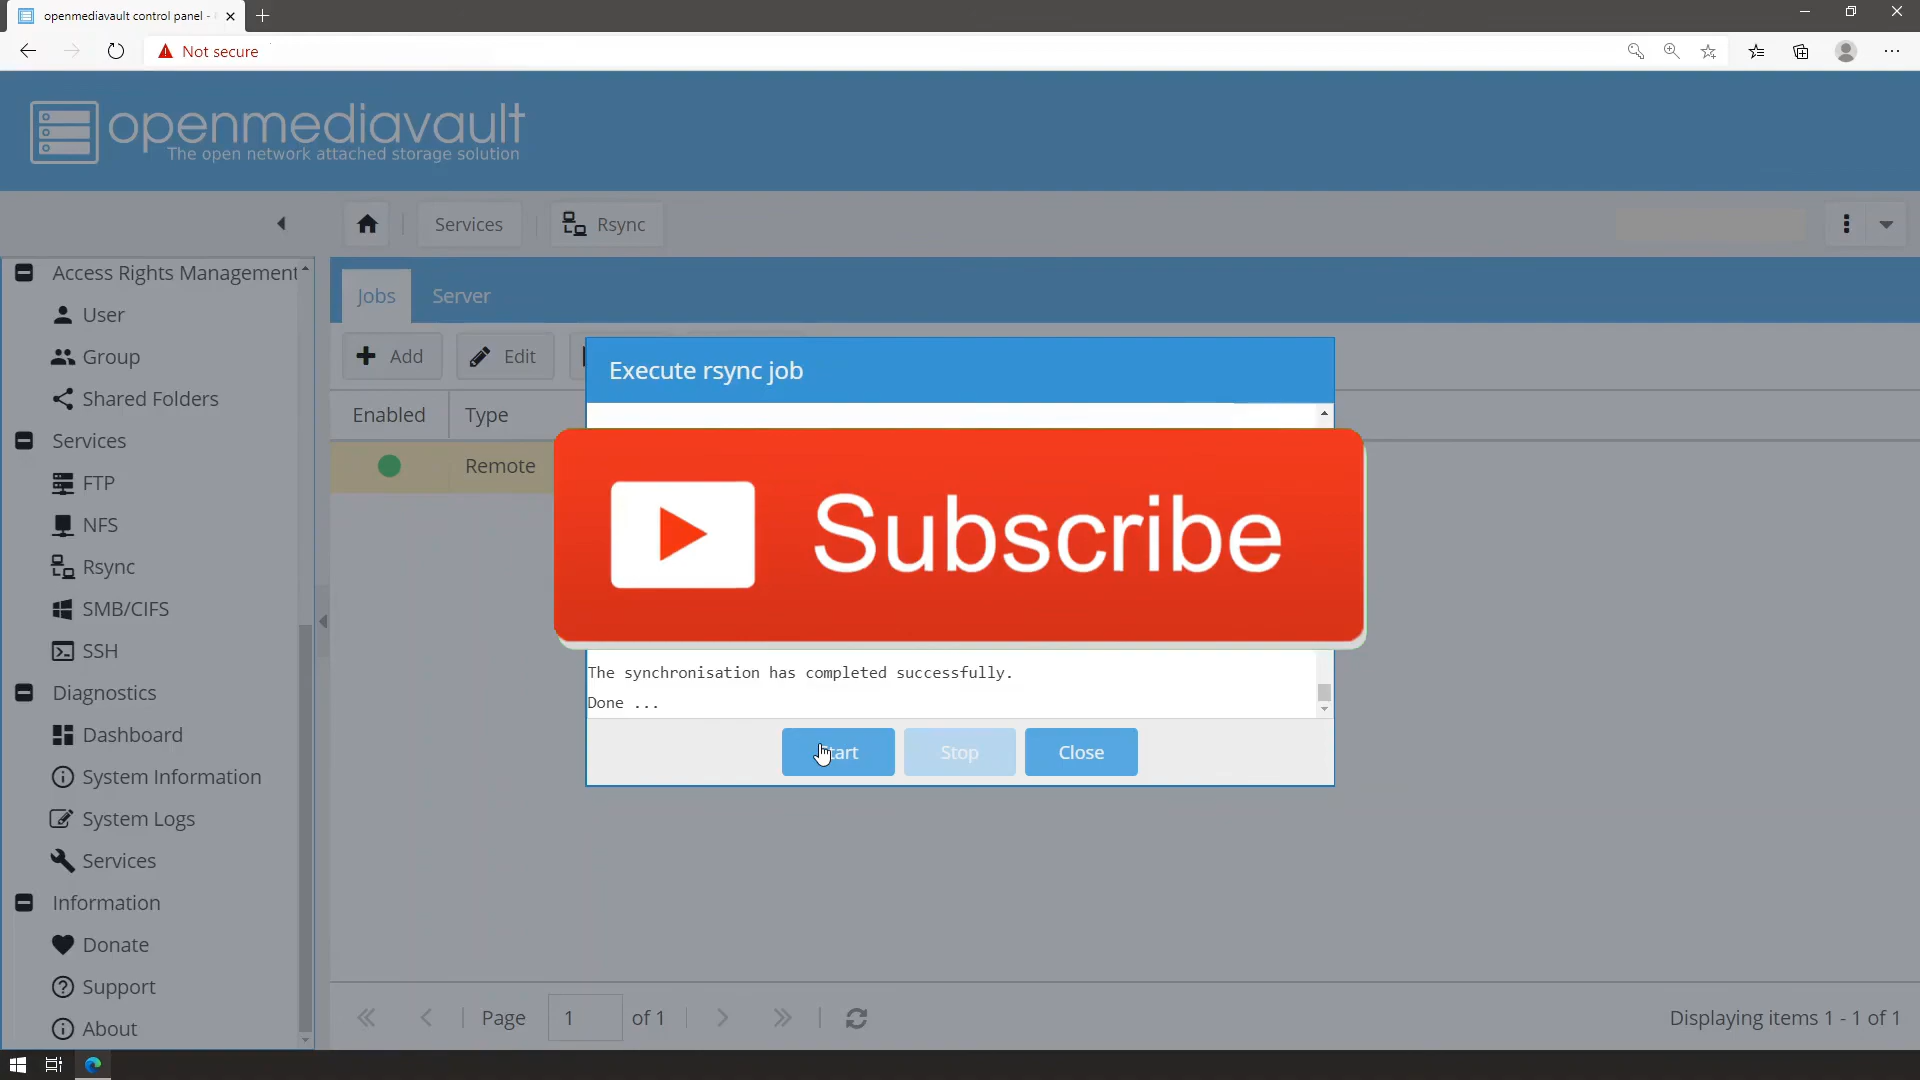 openmediavault control panel -
Not secure
openmediavault
The open network attached storage solution
Services
Rsync
Access Rights Management
User
Group
Shared Folders
Services
FTP
NFS
Rsync
SMB/CIFS
SSH
Diagnostics
Dashboard
System Information
System Logs
Services
Information
Donate
Support
About
Jobs
Server
Add
Edit
Enabled
Type
Remote
Execute rsync job
Subscribe
The synchronisation has completed successfully.
Done ...
Stop
Close
Page
1
of 1
Displaying items 1 - 1 of 1